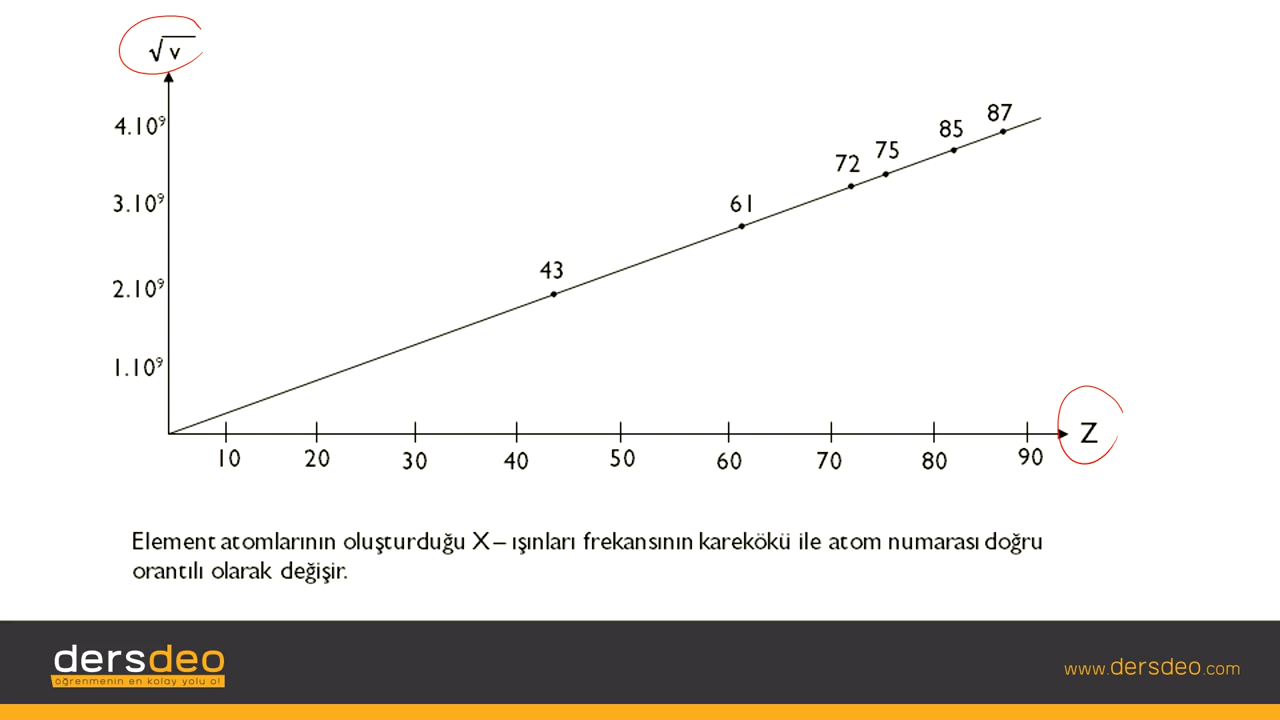 √v
4.10⁹
3.10⁹
2.10⁹
1.10⁹
43
61
72
75
85
87
10 20 30 40 50 60 70 80 90
Z
Element atomlarının oluşturduğu X – ışınları frekansının karekökü ile atom numarası doğru
orantılı olarak değişir.
dersdeo
öğrenmenin en kolay yolu o!
www.dersdeo.com